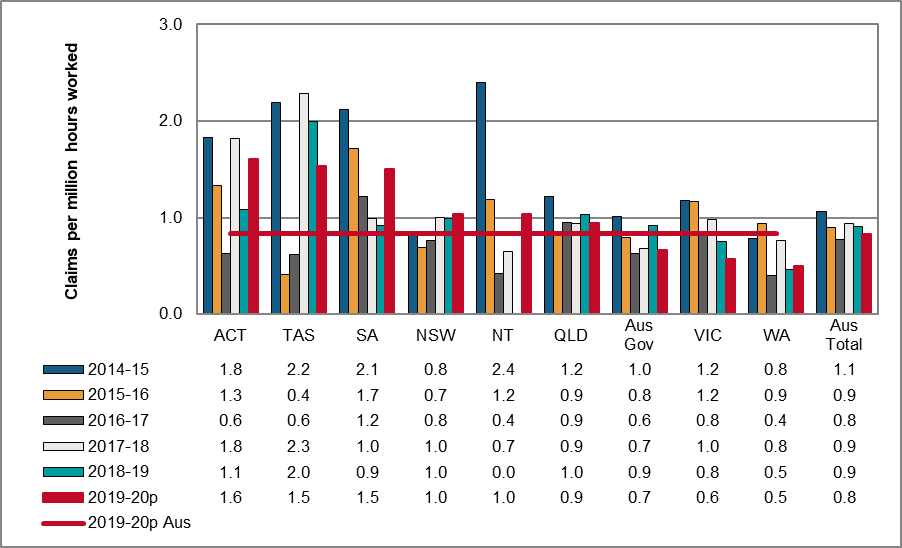 Claims per million hours worked
3.0
2.0
1.0
0.0
ACT TAS SA NSW NT QLD Aus Gov VIC WA Aus Total
2014-15 1.8 2.2 2.1 0.8 2.4 1.2 1.0 1.2 0.8 1.1
2015-16 1.3 0.4 1.7 0.7 1.2 0.9 0.8 1.2 0.9 0.9
2016-17 0.6 0.6 1.2 0.8 0.4 0.9 0.6 0.8 0.4 0.8
2017-18 1.8 2.3 1.0 1.0 0.7 0.9 0.7 1.0 0.8 0.9
2018-19 1.1 2.0 0.9 1.0 0.0 1.0 0.9 0.8 0.5 0.9
2019-20p 1.6 1.5 1.5 1.0 1.0 0.9 0.7 0.6 0.5 0.8
2019-20p Aus